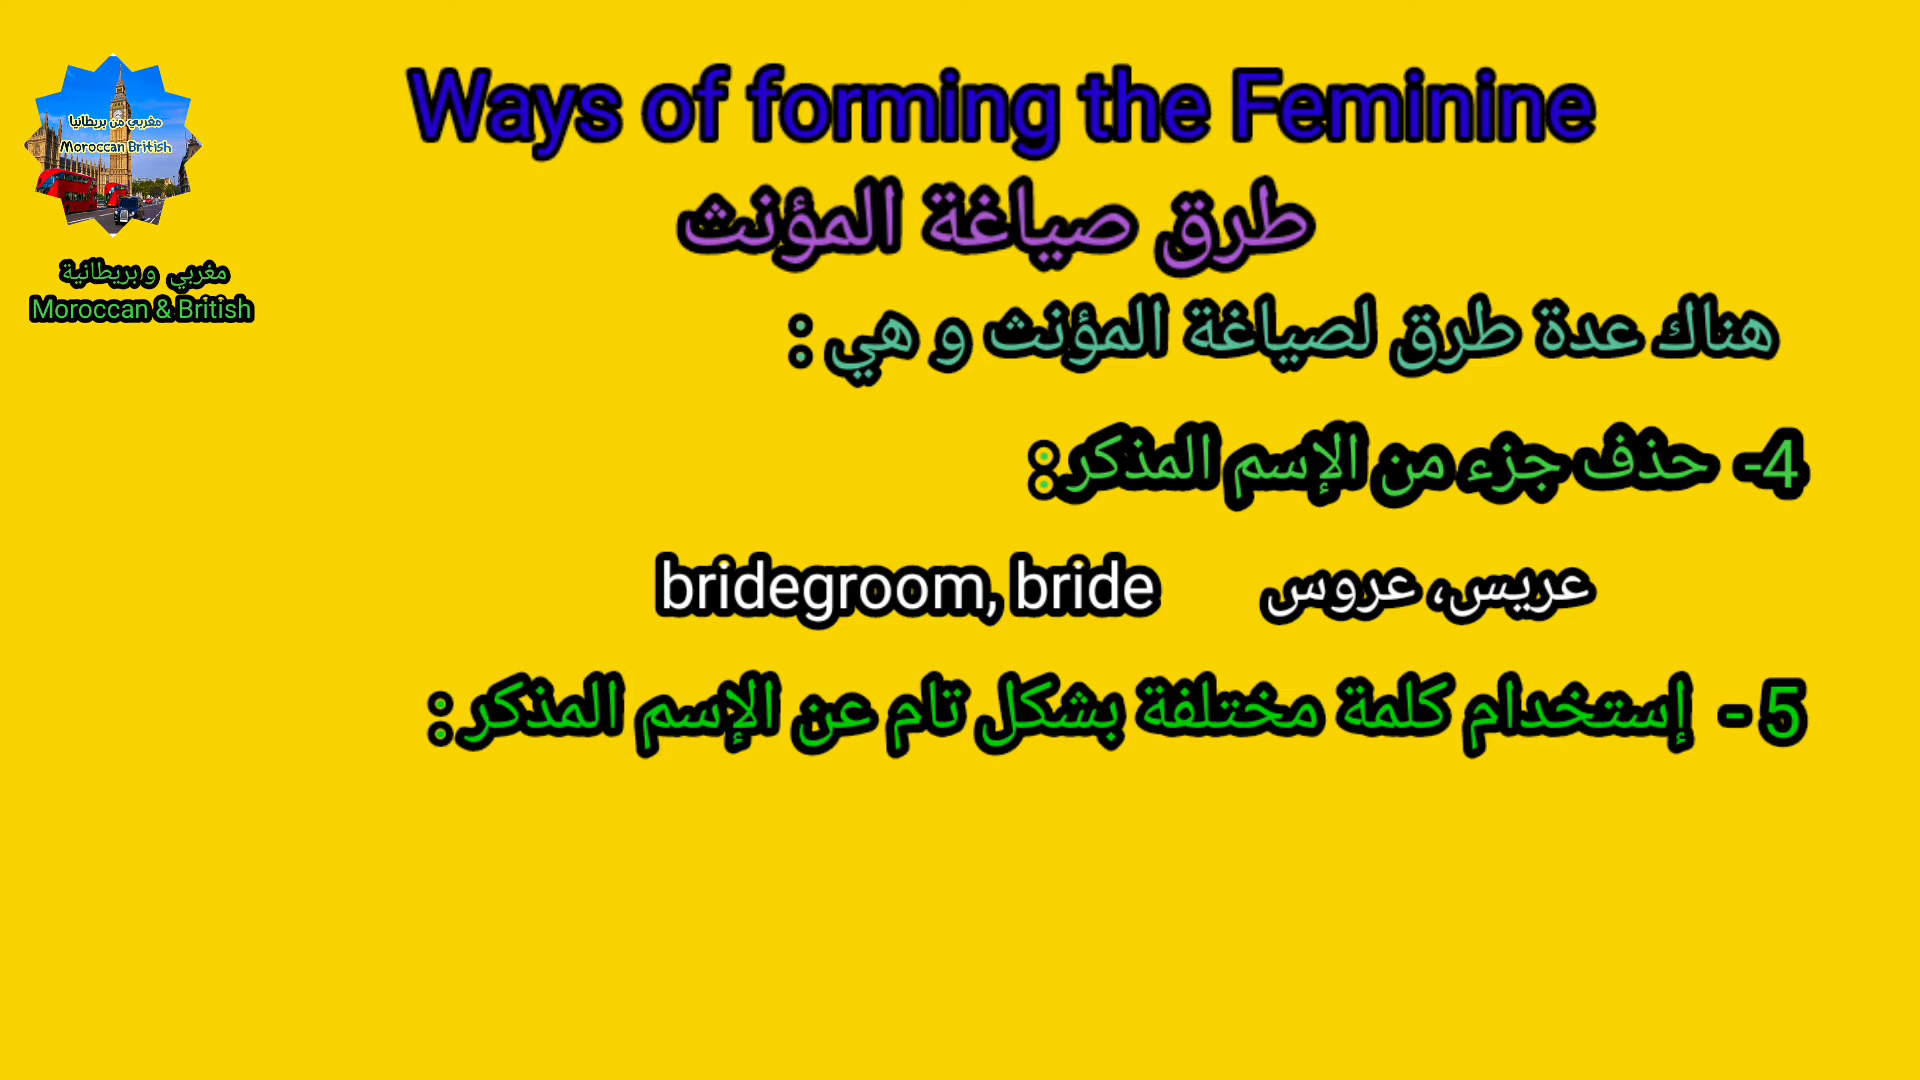 مغربي من بريطانيا
Moroccan British
مغربي و بريطانية
Moroccan & British
Ways of forming the Feminine
طرق صياغة المؤنث
هناك عدة طرق لصياغة المؤنث و هي :
4- حذف جزء من الإسم المذكر :
عريس، عروس bridegroom, bride
5 - إستخدام كلمة مختلفة بشكل تام عن الإسم المذكر :